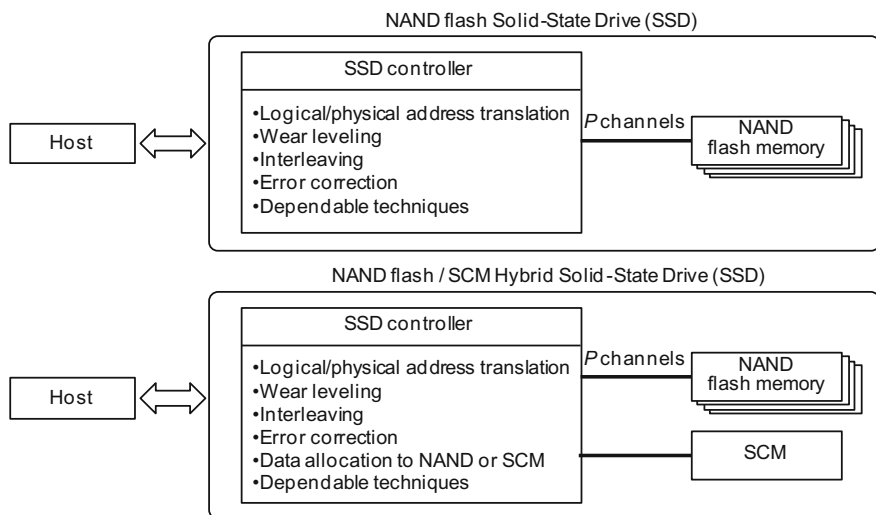 NAND flash Solid-State Drive (SSD)
SSD controller
•Logical/physical address translation
•Wear leveling
•Interleaving
•Error correction
•Dependable techniques
Host
P channels
NAND
flash memory
NAND flash / SCM Hybrid Solid-State Drive (SSD)
SSD controller
•Logical/physical address translation
•Wear leveling
•Interleaving
•Error correction
•Data allocation to NAND or SCM
•Dependable techniques
Host
P channels
NAND
flash memory
SCM